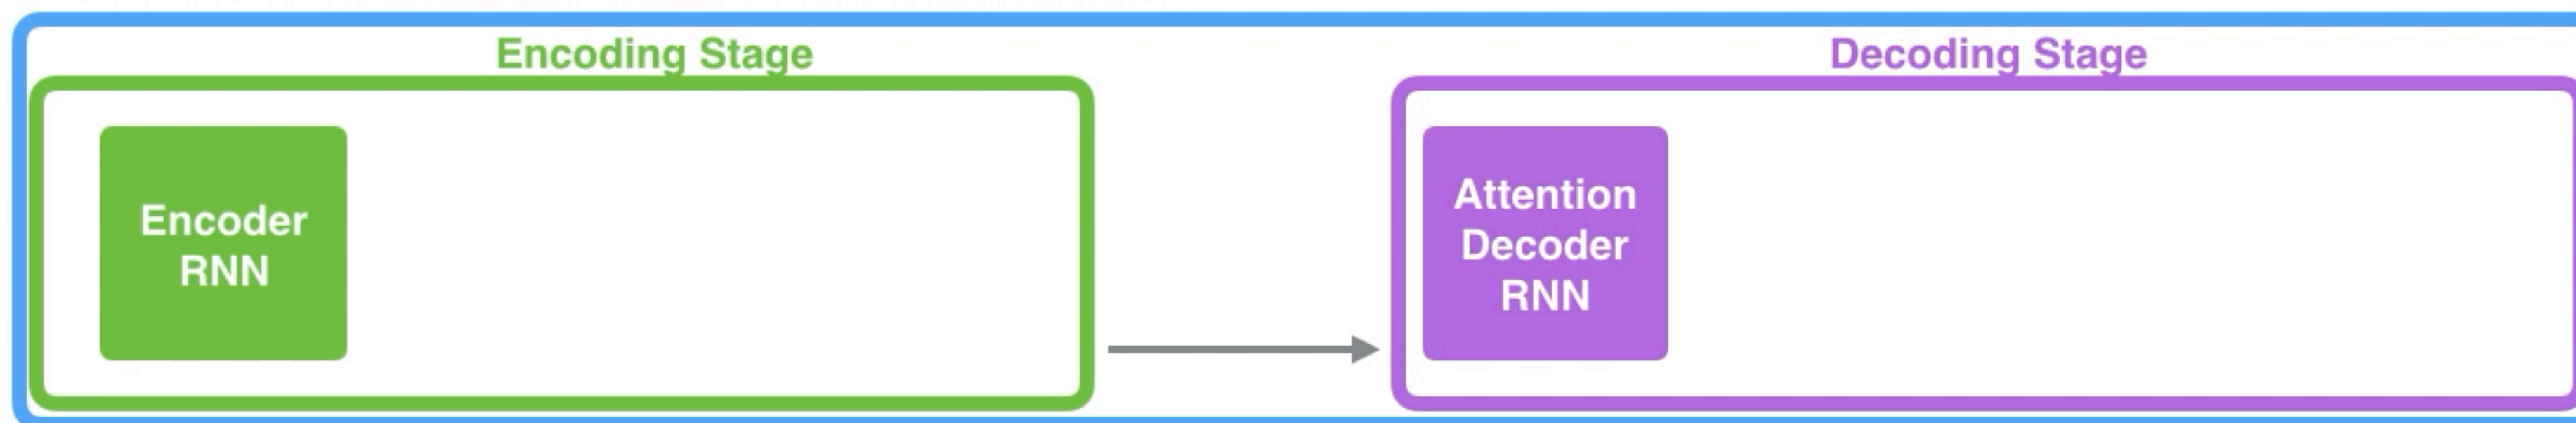 Encoding Stage
Decoding Stage
Encoder
RNN
Attention
Decoder
RNN